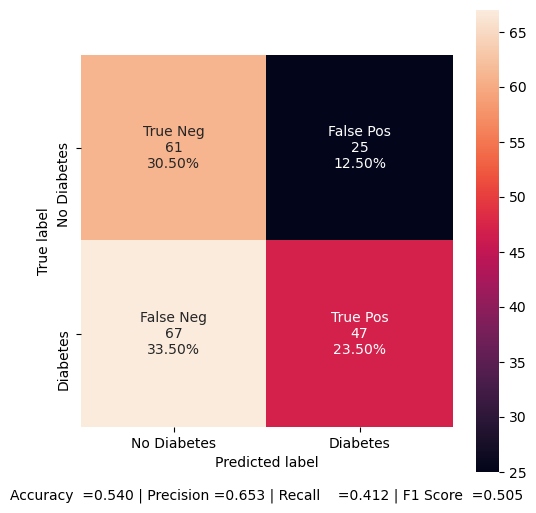 True Neg
61
30.50%
False Pos
25
12.50%
False Neg
67
33.50%
True Pos
47
23.50%
No Diabetes
Diabetes
True label
No Diabetes
Diabetes
Predicted label
65
60
55
50
45
40
35
30
25
Accuracy =0.540 | Precision =0.653 | Recall =0.412 | F1 Score =0.505